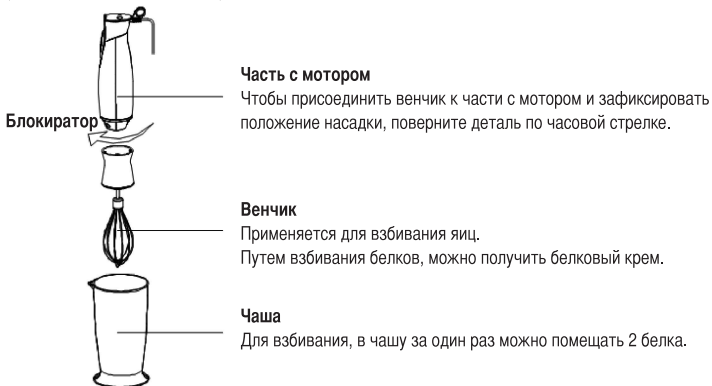 Часть с мотором
Чтобы присоединить венчик к части с мотором и зафиксировать
положение насадки, поверните деталь по часовой стрелке.
Блокиратор
Венчик
Применяется для взбивания яиц.
Путем взбивания белков, можно получить белковый крем.
Чаша
Для взбивания, в чашу за один раз можно помещать 2 белка.